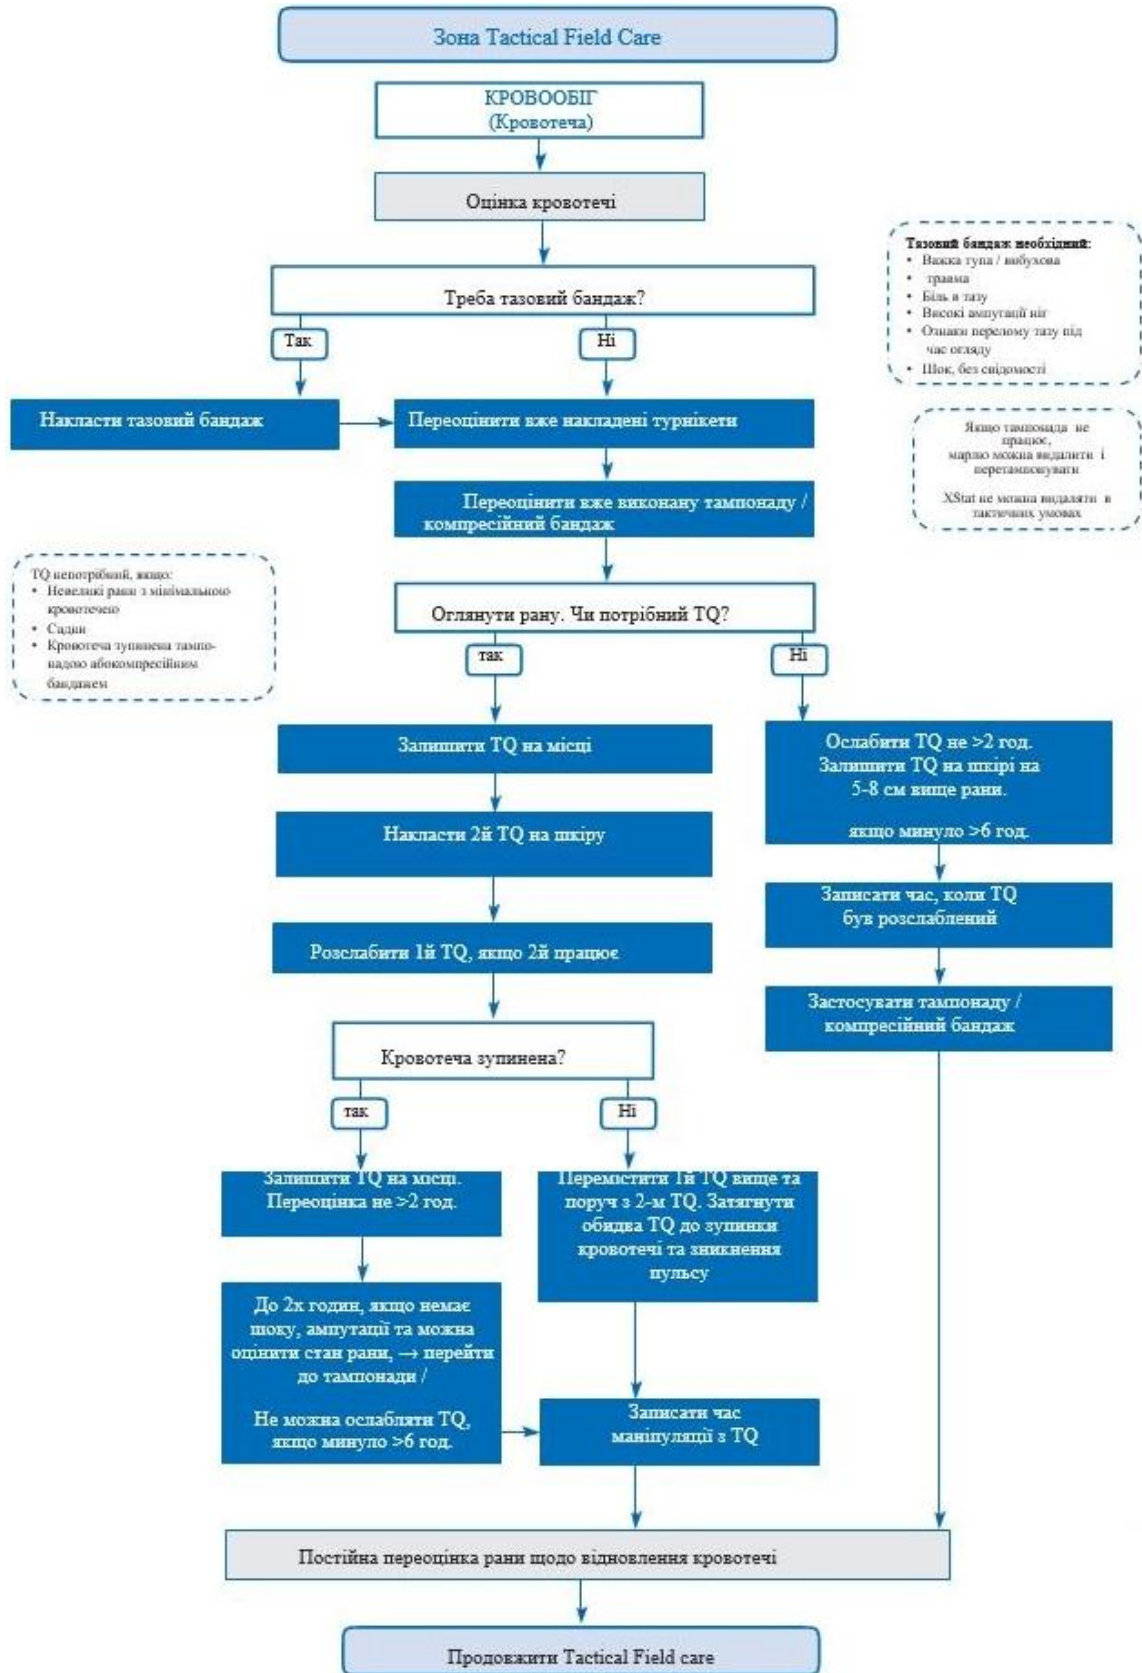 Зона Tactical Field Care
КРОВООБІГ
(Кровотеча)
Оцінка кровотечі
Тазовий бандаж необхідний:
• Важка тупа / вибухова
• травма
• Біль в тазу
• Високі ампутації ніг
• Ознаки перелому тазу під
час огляду
• Шок, без свідомості
Треба тазовий бандаж?
Так
Ні
Накласти тазовий бандаж
Переоцінити вже накладені турнікети
Якщо тампонада не
працює,
марлю можна видалити і
перетампонувати
XStat не можна видаляти в
тактичних умовах
Переоцінити вже виконану тампонаду /
компресійний бандаж
TQ непотрібний, якщо:
• Невеликі рани з мінімальною
кровотечею
• Садни
• Кровотеча зупинена тампо-
надою абокомпресійним
бандажем
Оглянути рану. Чи потрібний TQ?
так
Ні
Залишити TQ на місці
Накласти 2й TQ на шкіру
Розслабити 1й TQ, якщо 2й працює
Ослабити TQ не >2 год.
Залишити TQ на шкірі на
5-8 см вище рани.
якщо минуло >6 год.
Записати час, коли TQ
був розслаблений
Застосувати тампонаду /
компресійний бандаж
Кровотеча зупинена?
так
Ні
Залишити TQ на місці.
Переоцінка не >2 год.
Перемістити 1й TQ вище та
поруч з 2-м TQ. Затягнути
обидва TQ до зупинки
кровотечі та зникнення
пульсу
До 2х годин, якщо немає
шоку, ампутації та можна
оцінити стан рани, → перейти
до тампонади /
Не можна ослабляти TQ,
якщо минуло >6 год.
Записати час
маніпуляції з TQ
Постійна переоцінка рани щодо відновлення кровотечі
Продовжити Tactical Field care